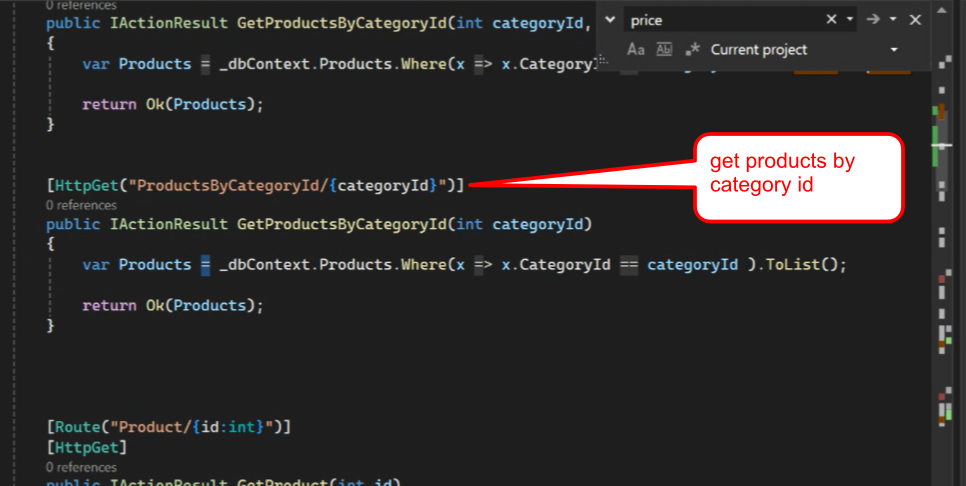 0 references
public IActionResult GetProductsByCategoryId(int categoryId,
price
Aa Ab .* Current project
{
var Products = _dbContext.Products.Where(x => x.Category
return Ok(Products);
}
[HttpGet("ProductsByCategoryId/{categoryId}")]
get products by
category id
0 references
public IActionResult GetProductsByCategoryId(int categoryId)
{
var Products = _dbContext.Products.Where(x => x.CategoryId == categoryId ).ToList();
return Ok(Products);
}
[Route("Product/{id:int}")]
[HttpGet]
0 references
public IActionResult GetProduct(int id)